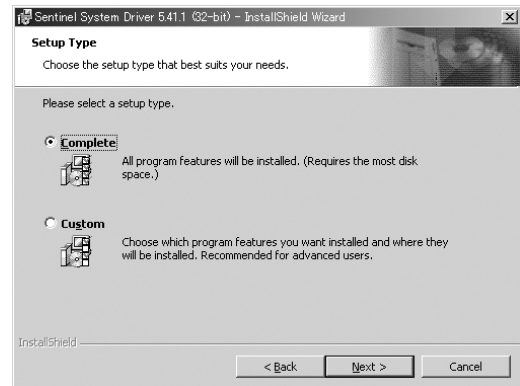 Sentinel System Driver 5.41.1 (32-bit) - InstallShield Wizard
Setup Type
Choose the setup type that best suits your needs.
Please select a setup type.
Complete
All program features will be installed. (Requires the most disk
space.)
Custom
Choose which program features you want installed and where they
will be installed. Recommended for advanced users.
InstallShield
< Back
Next >
Cancel